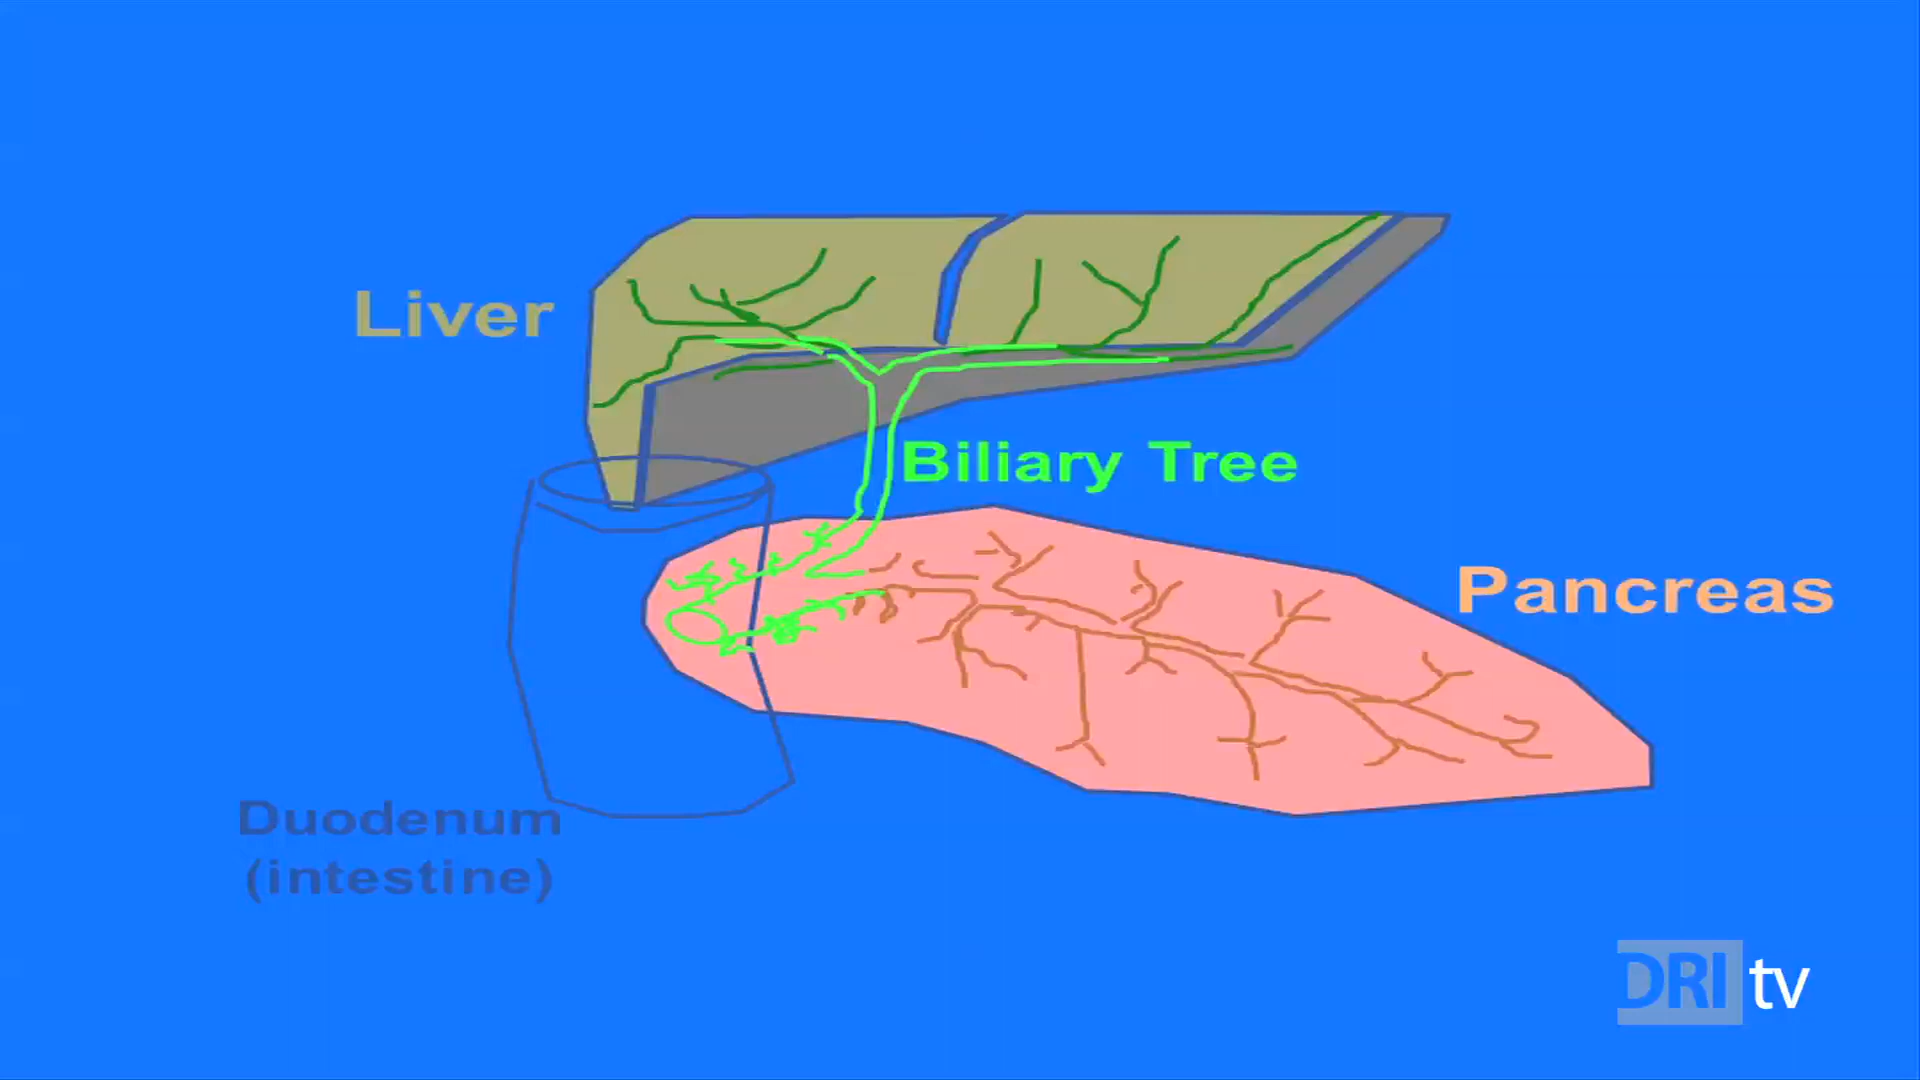 Liver
Biliary Tree
Pancreas
Duodenum
(intestine)
DRI tv